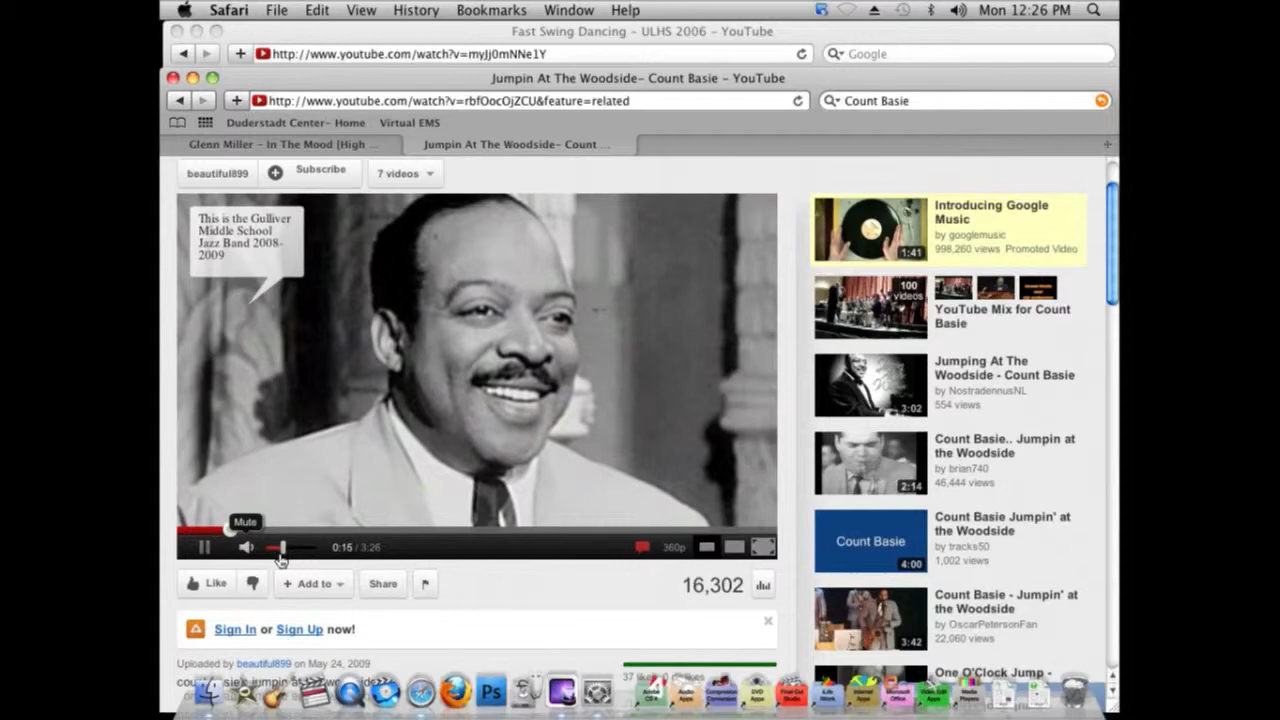 Safari File Edit View History Bookmarks Window Help Mon 12:26 PM
Fast Swing Dancing - ULHS 2006 - YouTube
http://www.youtube.com/watch?v=myJj0mNNe1Y Google
Jumpin At The Woodside- Count Basie - YouTube
http://www.youtube.com/watch?v=rbfOocOjZCU&feature=related Count Basie
Duderstadt Center- Home Virtual EMS
Glenn Miller - In The Mood [High ... Jumpin At The Woodside- Count ...
beautiful899 Subscribe 7 videos
This is the Gulliver
Middle School
Jazz Band 2008-
2009
Mute
0:15 / 3:26 360p
Like Add to Share 16,302
Sign In or Sign Up now!
Uploaded by beautiful899 on May 24, 2009
Introducing Google
Music
by googlemusic
998,260 views Promoted Video
1:41
100
videos
YouTube Mix for Count
Basie
Jumping At The
Woodside - Count Basie
by NostradennusNL
554 views
3:02
Count Basie.. Jumpin at
the Woodside
by brian740
46,444 views
2:14
Count Basie
4:00
Count Basie Jumpin' at
the Woodside
by tracks50
1,002 views
Count Basie - Jumpin' at
the Woodside
by OscarPetersonFan
22,060 views
3:42
One O'Clock Jump -
Ps